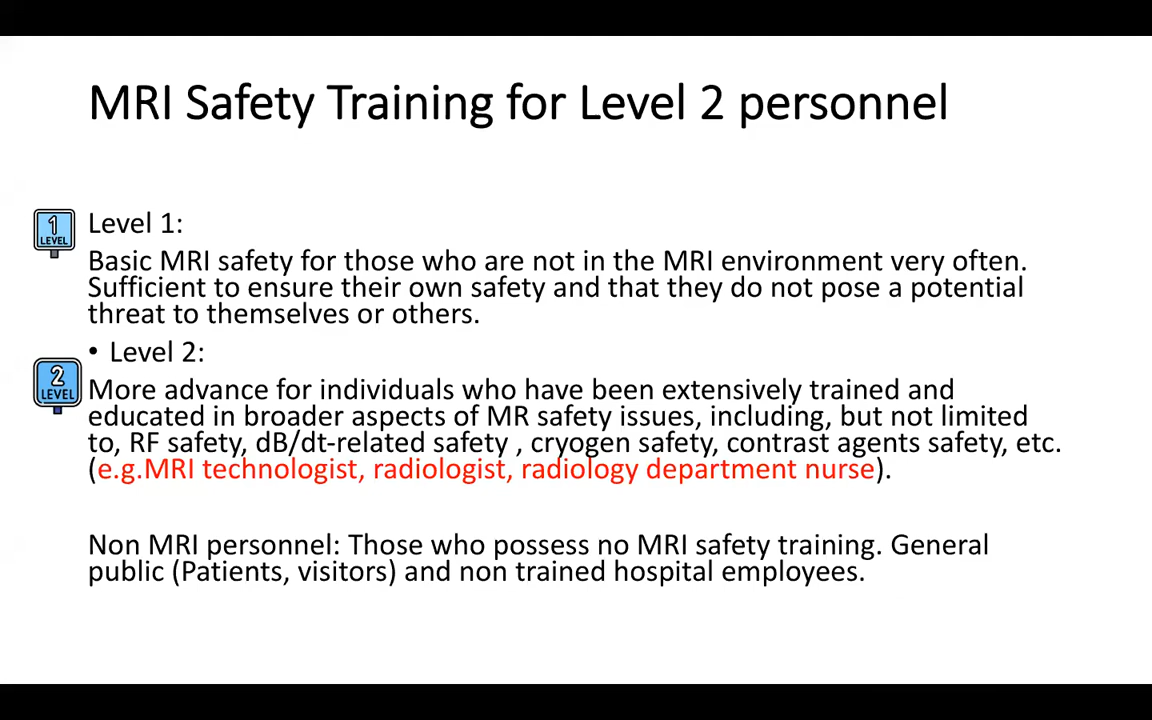 MRI Safety Training for Level 2 personnel
1
LEVEL
Level 1:
Basic MRI safety for those who are not in the MRI environment very often.
Sufficient to ensure their own safety and that they do not pose a potential
threat to themselves or others.
• Level 2:
2
LEVEL
More advance for individuals who have been extensively trained and
educated in broader aspects of MR safety issues, including, but not limited
to, RF safety, dB/dt-related safety , cryogen safety, contrast agents safety, etc.
(e.g.MRI technologist, radiologist, radiology department nurse).
Non MRI personnel: Those who possess no MRI safety training. General
public (Patients, visitors) and non trained hospital employees.